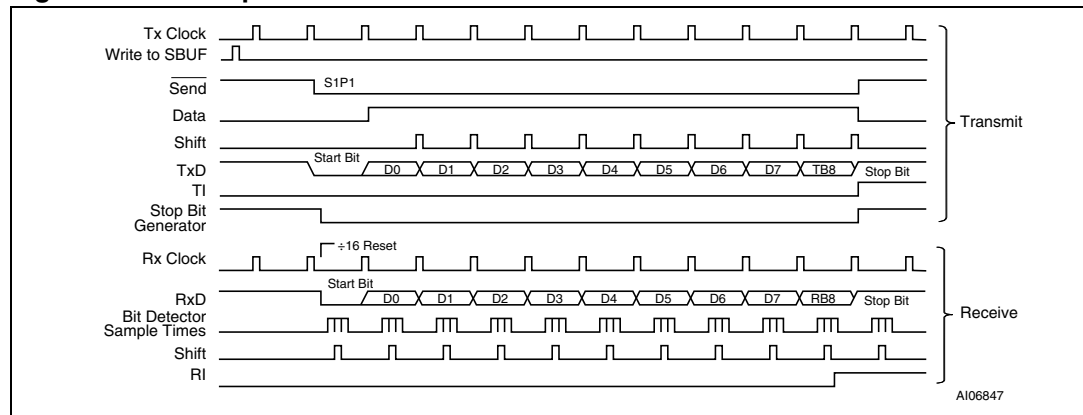 Tx Clock
Write to SBUF
Send
S1P1
Data
Shift
TxD
Start Bit
D0
D1
D2
D3
D4
D5
D6
D7
TB8
Stop Bit
TI
Stop Bit
Generator
Transmit
÷16 Reset
Rx Clock
RxD
Start Bit
D0
D1
D2
D3
D4
D5
D6
D7
RB8
Stop Bit
Bit Detector
Sample Times
Shift
RI
Receive
AI06847